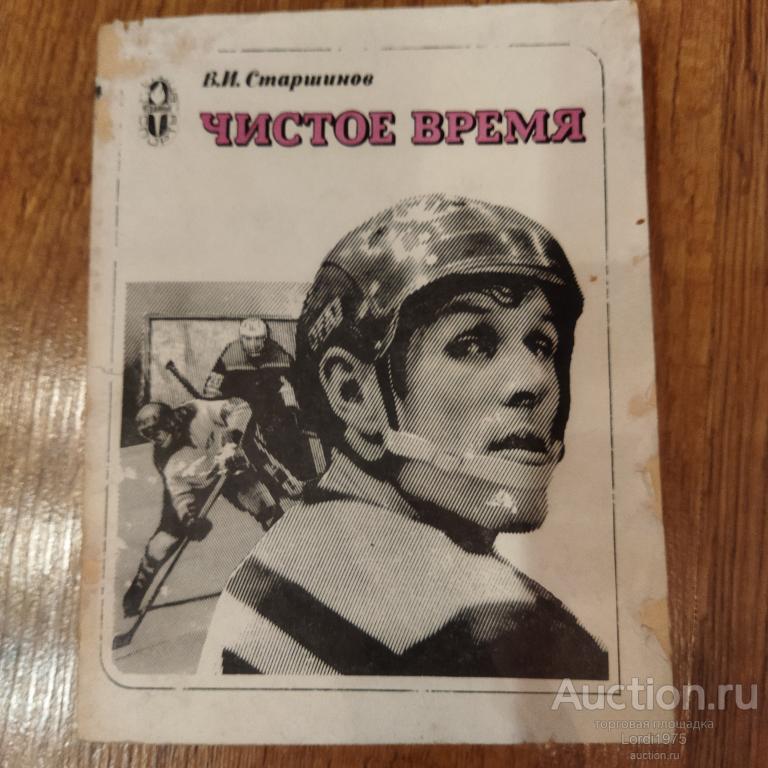 В.И. Старшинов
ЧИСТОЕ ВРЕМЯ
Auction.ru
торговая площадка
Lordi1975
auction.ru